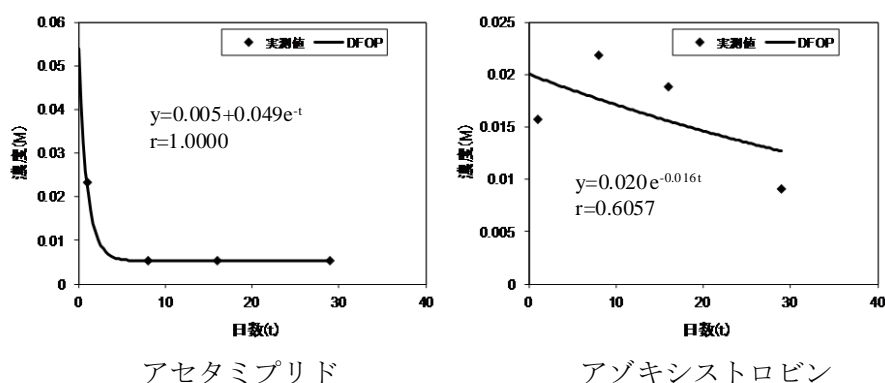 0.06
0.05
0.04
0.03
0.02
0.01
0
0 10 20 30 40
濃度(M)
日数(t)
実測値 DFOP
y=0.005+0.049e-t
r=1.0000
アセタミプリド
0.025
0.02
0.015
0.01
0.005
0
0 10 20 30 40
濃度(M)
日数(t)
実測値 DFOP
y=0.020e-0.016t
r=0.6057
アゾキシストロビン